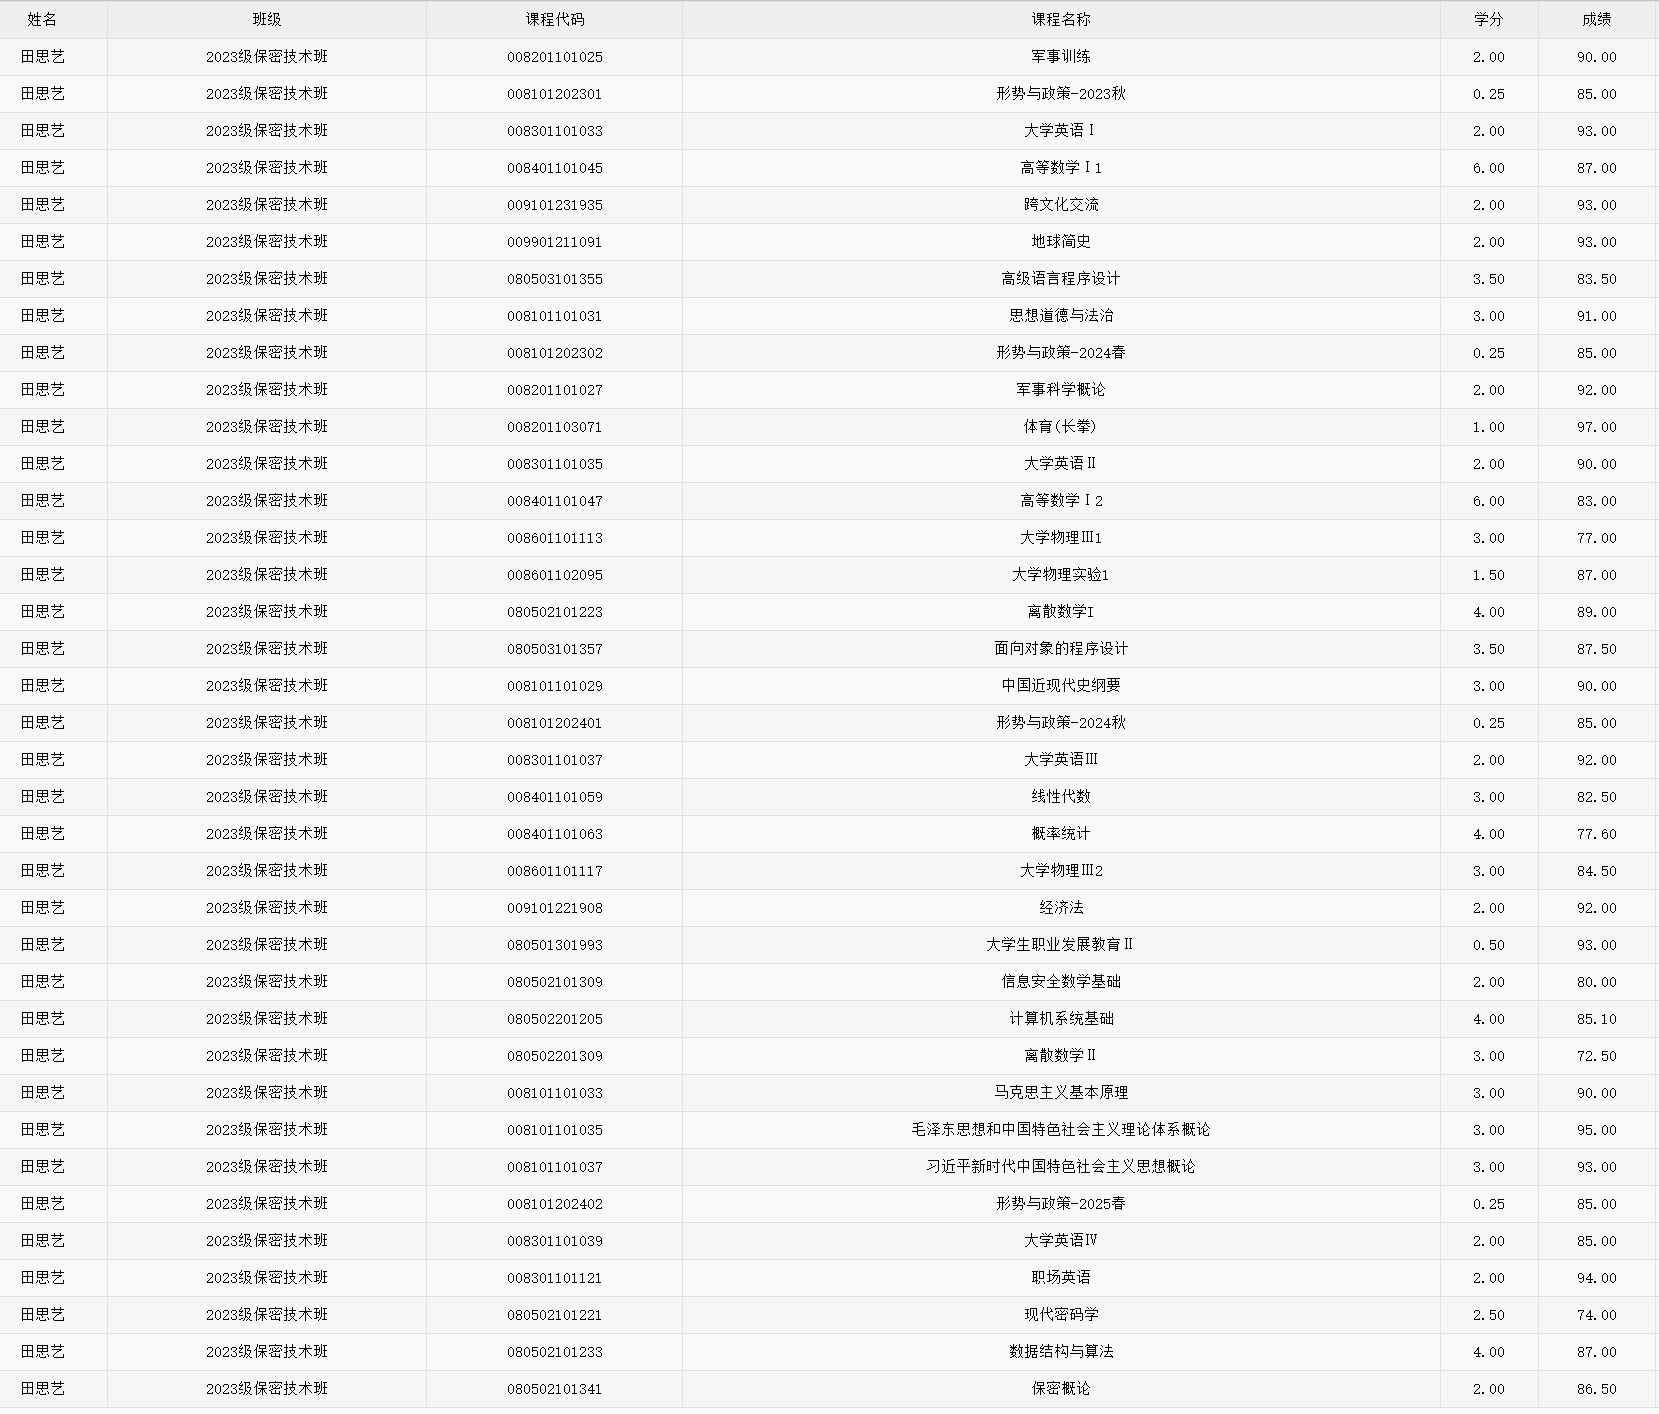 姓名 班级 课程代码 课程名称 学分 成绩
田思艺 2023级保密技术班 008201101025 军事训练 2.00 90.00
田思艺 2023级保密技术班 008101202301 形势与政策-2023秋 0.25 85.00
田思艺 2023级保密技术班 008301101033 大学英语Ⅰ 2.00 93.00
田思艺 2023级保密技术班 008401101045 高等数学Ⅰ1 6.00 87.00
田思艺 2023级保密技术班 009101231935 跨文化交流 2.00 93.00
田思艺 2023级保密技术班 009901211091 地球简史 2.00 93.00
田思艺 2023级保密技术班 080503101355 高级语言程序设计 3.50 83.50
田思艺 2023级保密技术班 008101101031 思想道德与法治 3.00 91.00
田思艺 2023级保密技术班 008101202302 形势与政策-2024春 0.25 85.00
田思艺 2023级保密技术班 008201101027 军事科学概论 2.00 92.00
田思艺 2023级保密技术班 008201103071 体育(长拳) 1.00 97.00
田思艺 2023级保密技术班 008301101035 大学英语Ⅱ 2.00 90.00
田思艺 2023级保密技术班 008401101047 高等数学Ⅰ2 6.00 83.00
田思艺 2023级保密技术班 008601101113 大学物理Ⅲ1 3.00 77.00
田思艺 2023级保密技术班 008601102095 大学物理实验1 1.50 87.00
田思艺 2023级保密技术班 080502101223 离散数学I 4.00 89.00
田思艺 2023级保密技术班 080503101357 面向对象的程序设计 3.50 87.50
田思艺 2023级保密技术班 008101101029 中国近现代史纲要 3.00 90.00
田思艺 2023级保密技术班 008101202401 形势与政策-2024秋 0.25 85.00
田思艺 2023级保密技术班 008301101037 大学英语Ⅲ 2.00 92.00
田思艺 2023级保密技术班 008401101059 线性代数 3.00 82.50
田思艺 2023级保密技术班 008401101063 概率统计 4.00 77.60
田思艺 2023级保密技术班 008601101117 大学物理Ⅲ2 3.00 84.50
田思艺 2023级保密技术班 009101221908 经济法 2.00 92.00
田思艺 2023级保密技术班 080501301993 大学生职业发展教育Ⅱ 0.50 93.00
田思艺 2023级保密技术班 080502101309 信息安全数学基础 2.00 80.00
田思艺 2023级保密技术班 080502201205 计算机系统基础 4.00 85.10
田思艺 2023级保密技术班 080502201309 离散数学Ⅱ 3.00 72.50
田思艺 2023级保密技术班 008101101033 马克思主义基本原理 3.00 90.00
田思艺 2023级保密技术班 008101101035 毛泽东思想和中国特色社会主义理论体系概论 3.00 95.00
田思艺 2023级保密技术班 008101101037 习近平新时代中国特色社会主义思想概论 3.00 93.00
田思艺 2023级保密技术班 008101202402 形势与政策-2025春 0.25 85.00
田思艺 2023级保密技术班 008301101039 大学英语Ⅳ 2.00 85.00
田思艺 2023级保密技术班 008301101121 职场英语 2.00 94.00
田思艺 2023级保密技术班 080502101221 现代密码学 2.50 74.00
田思艺 2023级保密技术班 080502101233 数据结构与算法 4.00 87.00
田思艺 2023级保密技术班 080502101341 保密概论 2.00 86.50